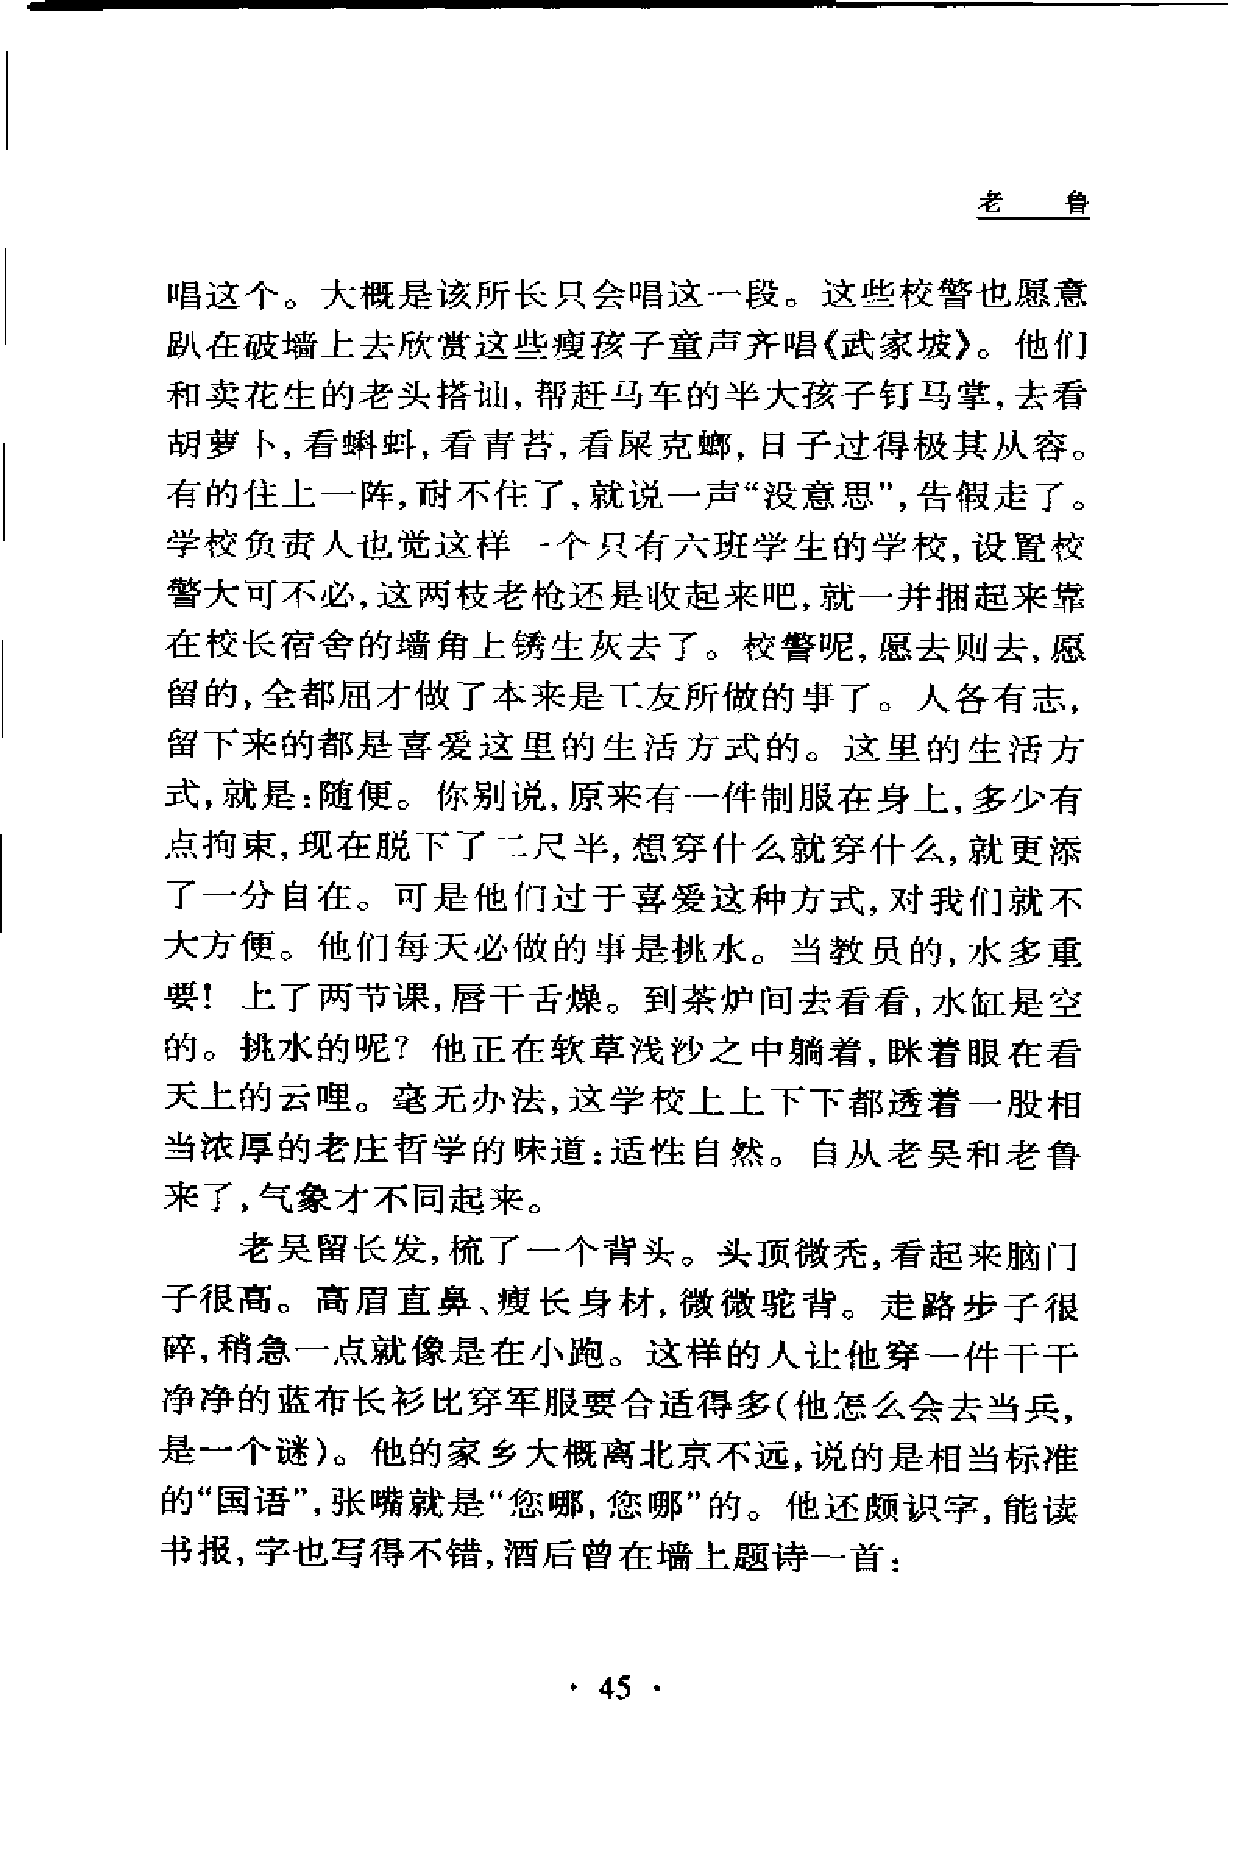 老　鲁
唱这个。大概是该所长只会唱这一段。这些校警也愿意
趴在破墙上去欣赏这些瘦孩子童声齐唱《武家坡》。他们
和卖花生的老头搭讪,帮赶马车的半大孩子钉马掌,去看
胡萝卜,看蝌蚪,看青苔,看屎克螂,日子过得极其从容。
有的住上一阵,耐不住了,就说一声“没意思”,告假走了。
学校负责人也觉这样一个只有六班学生的学校,设置校
警大可不必,这两枝老枪还是收起来吧,就一并捆起来靠
在校长宿舍的墙角上锈生灰去了。校警呢,愿去则去,愿
留的,全都屈才做了本来是工友所做的事了。人各有志,
留下来的都是喜爱这里的生活方式的。这里的生活方
式,就是:随便。你别说,原来有一件制服在身上,多少有
点拘束,现在脱下了二尺半,想穿什么就穿什么,就更添
了一分自在。可是他们过于喜爱这种方式,对我们就不
大方便。他们每天必做的事是挑水。当教员的,水多重
要! 上了两节课,唇干舌燥。到茶炉间去看看,水缸是空
的。挑水的呢? 他正在软草浅沙之中躺着,眯着眼在看
天上的云哩。毫无办法,这学校上上下下都透着一股相
当浓厚的老庄哲学的味道:适性自然。自从老吴和老鲁
来了,气象才不同起来。
老吴留长发,梳了一个背头。头顶微秃,看起来脑门
子很高。高眉直鼻、瘦长身材,微微驼背。走路步子很
碎,稍急一点就像是在小跑。这样的人让他穿一件干干
净净的蓝布长衫比穿军服要合适得多(他怎么会去当兵,
是一个谜)。他的家乡大概离北京不远,说的是相当标准
的“国语”,张嘴就是“您哪,您哪”的。他还颇识字,能读
书报,字也写得不错,酒后曾在墙上题诗一首:
· 45 ·